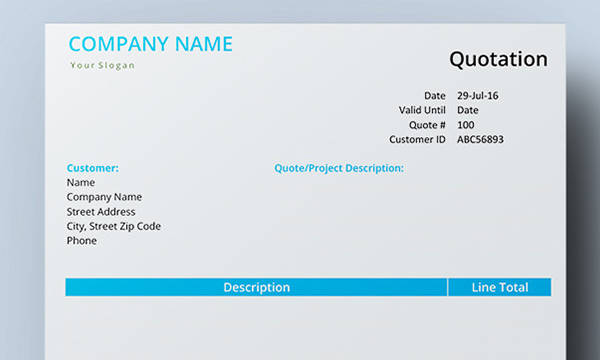 COMPANY NAME
Your Slogan
Quotation
Date 29-Jul-16
Valid Until Date
Quote # 100
Customer ID ABC56893
Customer:
Quote/Project Description:
Name
Company Name
Street Address
City, Street Zip Code
Phone
Description Line Total